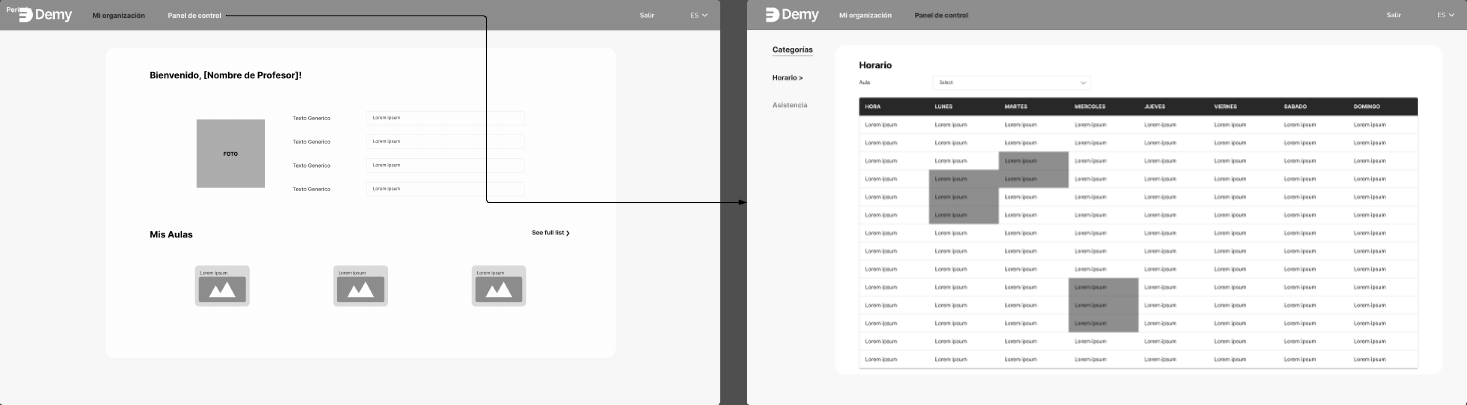 Demy Mi organización Panel de control Salir ES
Bienvenido, [Nombre de Profesor]!
FOTO
Texto Generico Lorem ipsum
Texto Generico Lorem ipsum
Texto Generico Lorem ipsum
Texto Generico Lorem ipsum
Mis Aulas See full list
Lorem ipsum Lorem ipsum Lorem ipsum
Demy Mi organización Panel de control Salir ES
Categorías
Horario >
Asistencia
Horario
Aula Select
HORA LUNES MARTES MIERCOLES JUEVES VIERNES SABADO DOMINGO
Lorem ipsum Lorem ipsum Lorem ipsum Lorem ipsum Lorem ipsum Lorem ipsum Lorem ipsum Lorem ipsum
Lorem ipsum Lorem ipsum Lorem ipsum Lorem ipsum Lorem ipsum Lorem ipsum Lorem ipsum Lorem ipsum
Lorem ipsum Lorem ipsum Lorem ipsum Lorem ipsum Lorem ipsum Lorem ipsum Lorem ipsum Lorem ipsum
Lorem ipsum Lorem ipsum Lorem ipsum Lorem ipsum Lorem ipsum Lorem ipsum Lorem ipsum Lorem ipsum
Lorem ipsum Lorem ipsum Lorem ipsum Lorem ipsum Lorem ipsum Lorem ipsum Lorem ipsum Lorem ipsum
Lorem ipsum Lorem ipsum Lorem ipsum Lorem ipsum Lorem ipsum Lorem ipsum Lorem ipsum Lorem ipsum
Lorem ipsum Lorem ipsum Lorem ipsum Lorem ipsum Lorem ipsum Lorem ipsum Lorem ipsum Lorem ipsum
Lorem ipsum Lorem ipsum Lorem ipsum Lorem ipsum Lorem ipsum Lorem ipsum Lorem ipsum Lorem ipsum
Lorem ipsum Lorem ipsum Lorem ipsum Lorem ipsum Lorem ipsum Lorem ipsum Lorem ipsum Lorem ipsum
Lorem ipsum Lorem ipsum Lorem ipsum Lorem ipsum Lorem ipsum Lorem ipsum Lorem ipsum Lorem ipsum
Lorem ipsum Lorem ipsum Lorem ipsum Lorem ipsum Lorem ipsum Lorem ipsum Lorem ipsum Lorem ipsum
Lorem ipsum Lorem ipsum Lorem ipsum Lorem ipsum Lorem ipsum Lorem ipsum Lorem ipsum Lorem ipsum
Lorem ipsum Lorem ipsum Lorem ipsum Lorem ipsum Lorem ipsum Lorem ipsum Lorem ipsum Lorem ipsum
Lorem ipsum Lorem ipsum Lorem ipsum Lorem ipsum Lorem ipsum Lorem ipsum Lorem ipsum Lorem ipsum